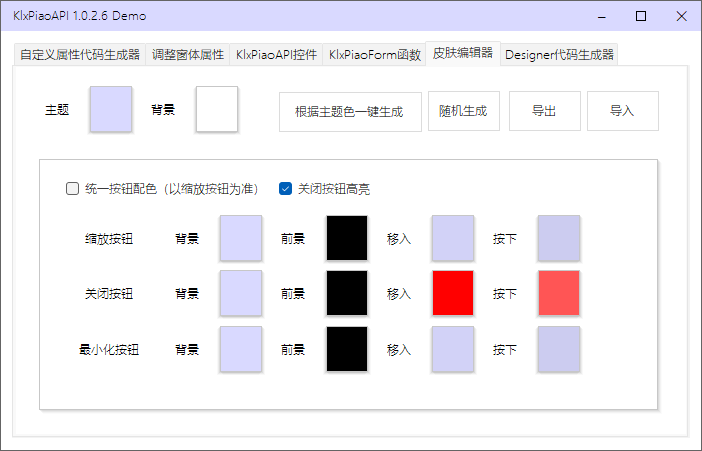 KlxPiaoAPI 1.0.2.6 Demo
自定义属性代码生成器 调整窗体属性 KlxPiaoAPI控件 KlxPiaoForm函数 皮肤编辑器 Designer代码生成器
主题 背景 根据主题色一键生成 随机生成 导出 导入
统一按钮配色（以缩放按钮为准） 关闭按钮高亮
缩放按钮 背景 前景 移入 按下
关闭按钮 背景 前景 移入 按下
最小化按钮 背景 前景 移入 按下